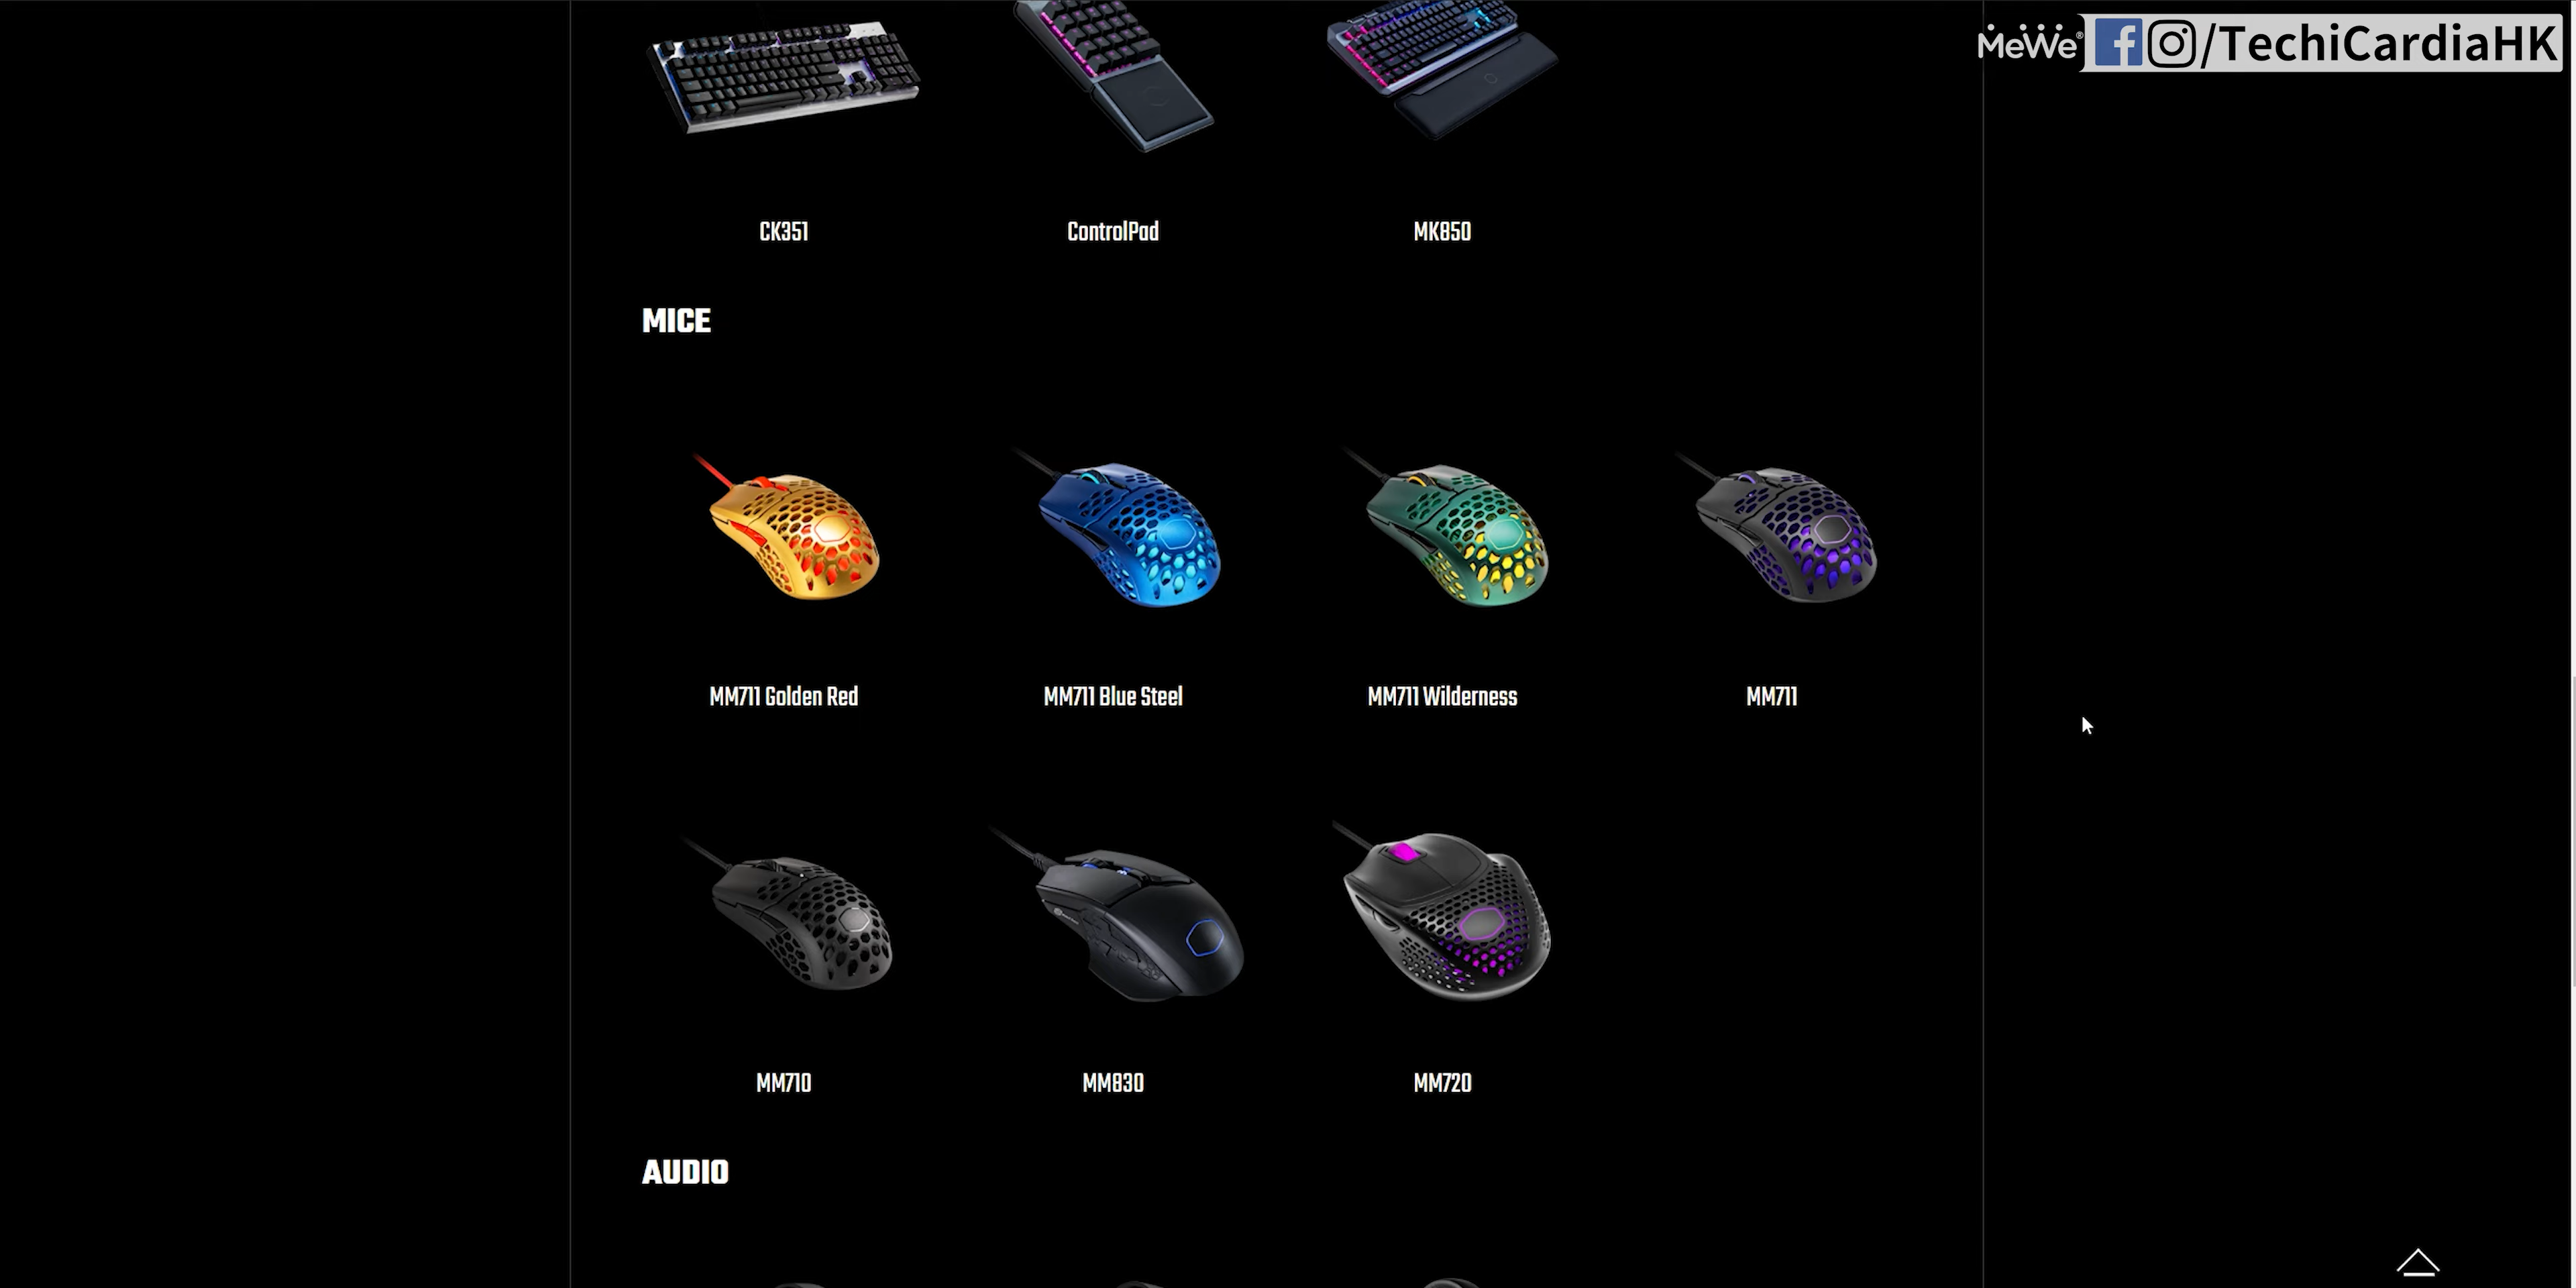 MeWe® /TechiCardiaHK
CK351
ControlPad
MK850
MICE
MM711 Golden Red
MM711 Blue Steel
MM711 Wilderness
MM711
MM710
MM830
MM720
AUDIO